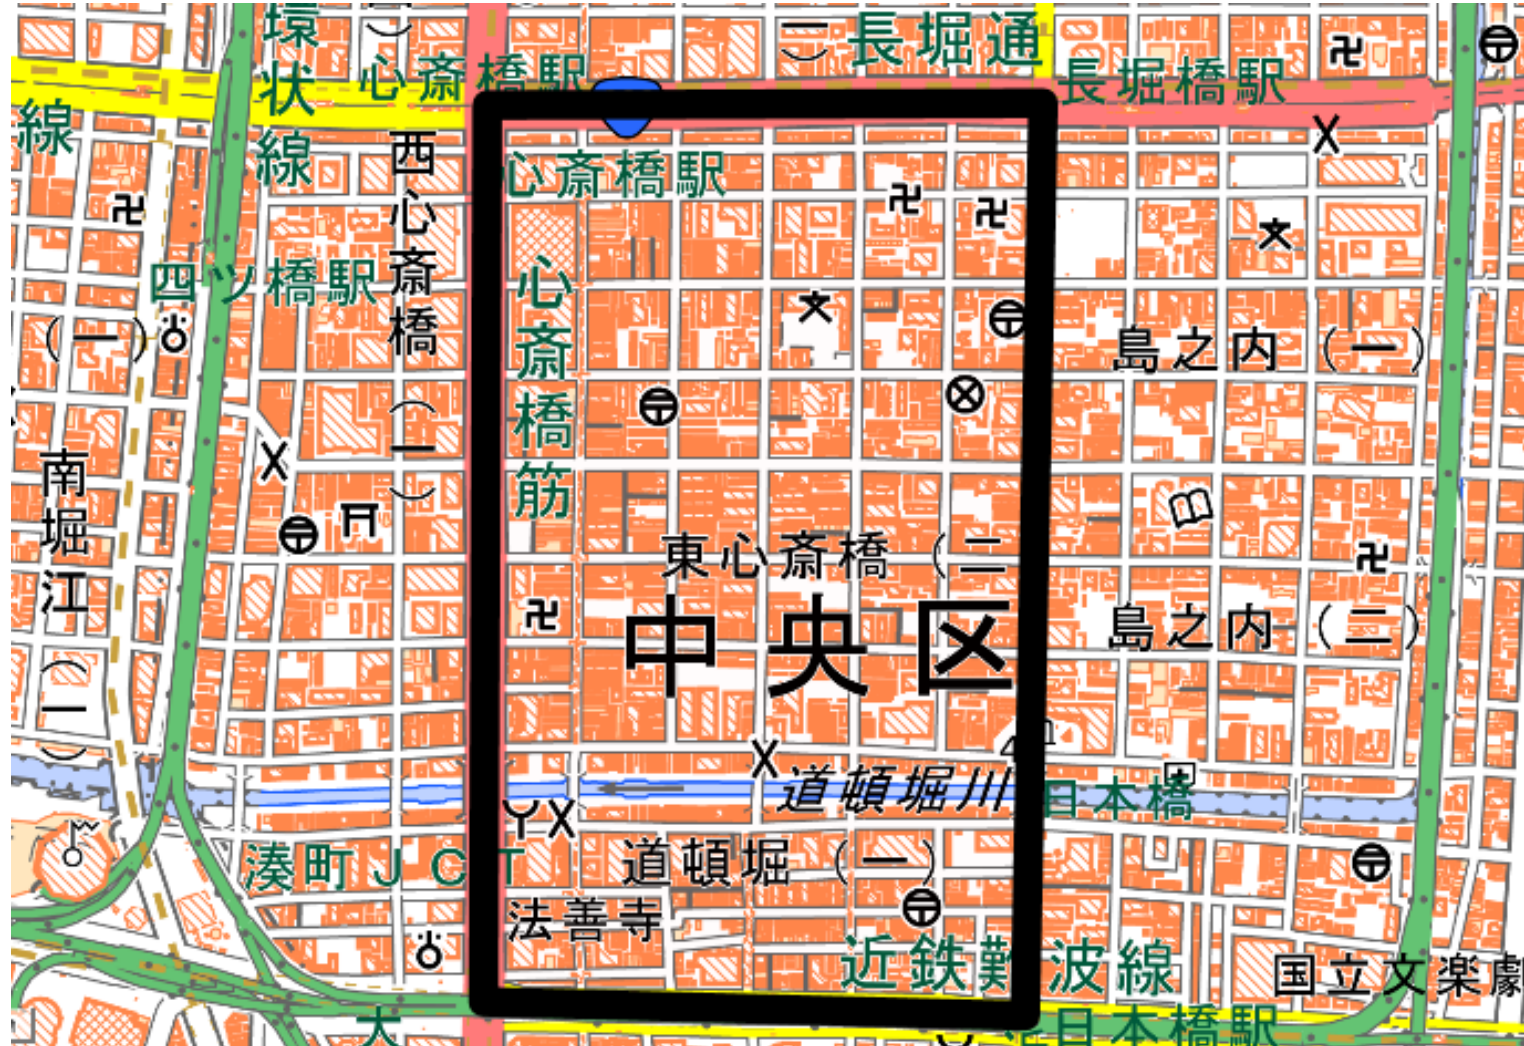 環状線
(一)
長堀通
心斎橋駅
長堀橋駅
線
西心斎橋(一)
心斎橋駅
四ツ橋駅
心斎橋筋
(一)
島之内(一)
南堀江(一)
東心斎橋(二
中央区
島之内(二)
道頓堀川
日本橋
湊町JCT
道頓堀(一)
法善寺
近鉄難波線
国立文楽劇
日本橋駅